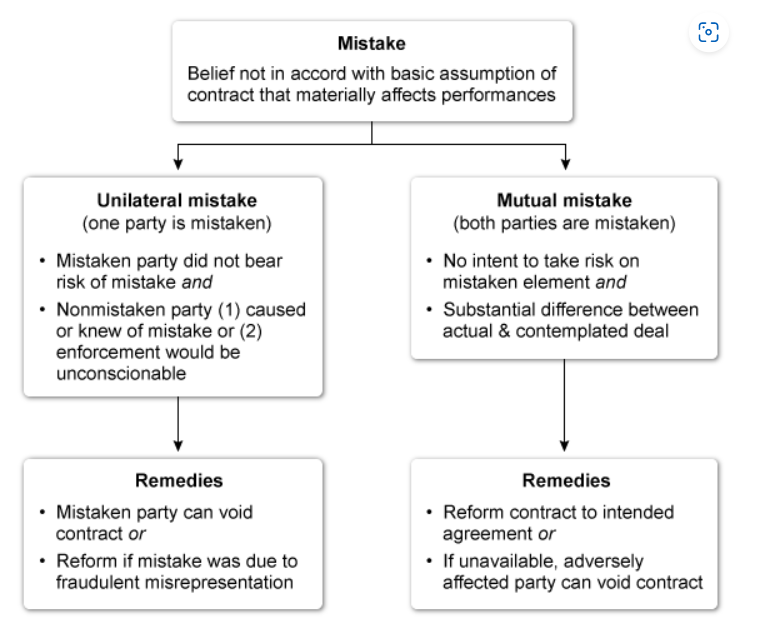 Mistake
Belief not in accord with basic assumption of
contract that materially affects performances
Unilateral mistake
(one party is mistaken)
• Mistaken party did not bear
risk of mistake and
• Nonmistaken party (1) caused
or knew of mistake or (2)
enforcement would be
unconscionable
Mutual mistake
(both parties are mistaken)
• No intent to take risk on
mistaken element and
• Substantial difference between
actual & contemplated deal
Remedies
• Mistaken party can void
contract or
• Reform if mistake was due to
fraudulent misrepresentation
Remedies
• Reform contract to intended
agreement or
• If unavailable, adversely
affected party can void contract